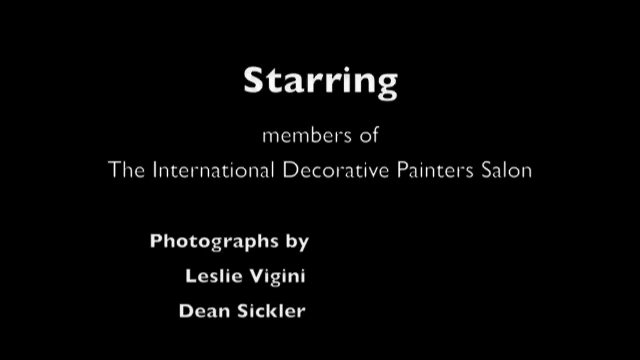 Starring
members of
The International Decorative Painters Salon
Photographs by
Leslie Vigini
Dean Sickler